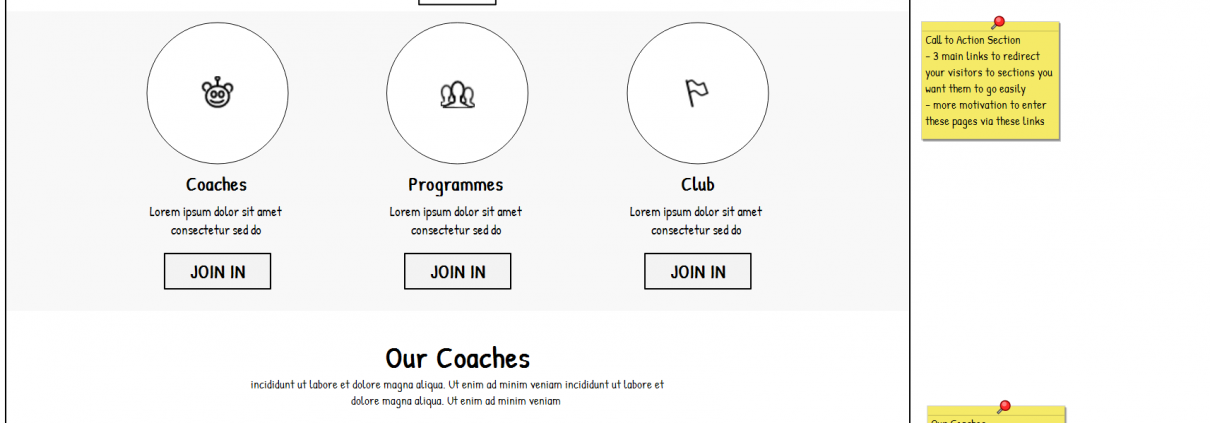 Call to Action Section
- 3 main links to redirect
your visitors to sections you
want them to go easily
- more motivation to enter
these pages via these links
Coaches
Programmes
Club
Lorem ipsum dolor sit amet
consectetur sed do
Lorem ipsum dolor sit amet
consectetur sed do
Lorem ipsum dolor sit amet
consectetur sed do
JOIN IN
JOIN IN
JOIN IN
Our Coaches
incididunt ut labore et dolore magna aliqua. Ut enim ad minim veniam incididunt ut labore et
dolore magna aliqua. Ut enim ad minim veniam
Our Coaches